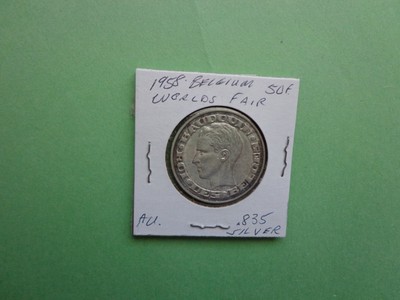 1958 · BELGIUM 50F
WORLDS FAIR
AU.
.835
SILVER